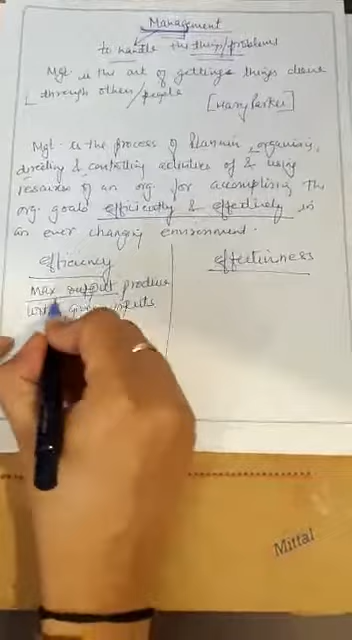 Management
to handle the things/problems
Mgt is the art of getting things done
through others/people [Mary Parker]
Mgt is the process of Plannin, organising,
directing & controlling activities of & using
resources of an org. for accomplising the
org. goals efficiently & effectively in
an ever changing environment.
efficiency effectiveness
Max output produce
with given inputs
Mittal